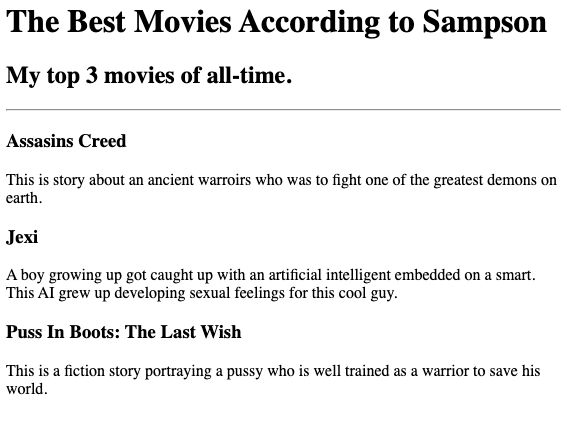 The Best Movies According to Sampson
My top 3 movies of all-time.
Assasins Creed
This is story about an ancient warroirs who was to fight one of the greatest demons on
earth.
Jexi
A boy growing up got caught up with an artificial intelligent embedded on a smart.
This AI grew up developing sexual feelings for this cool guy.
Puss In Boots: The Last Wish
This is a fiction story portraying a pussy who is well trained as a warrior to save his
world.